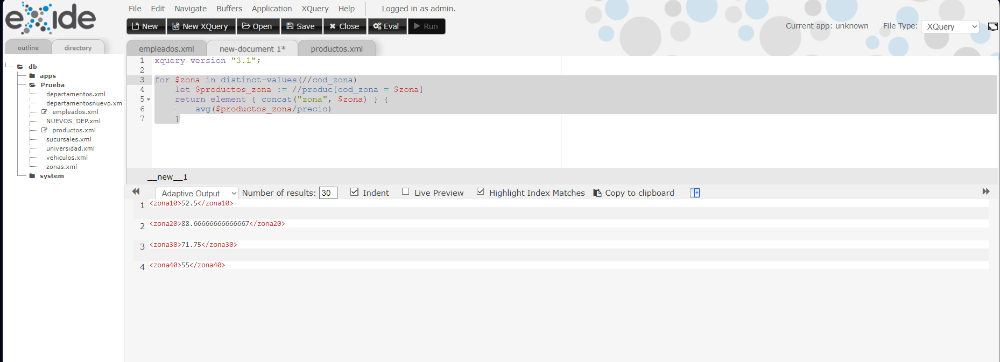 eXide
File Edit Navigate Buffers Application XQuery Help Logged in as admin.
New New XQuery Open Save Close Eval Run
Current app: unknown File Type: XQuery
outline directory
empleados.xml new-document 1* productos.xml
db
apps
Prueba
departamentos.xml
departamentosnuevo.xm
empleados.xml
NUEVOS_DEP.xml
productos.xml
sucursales.xml
universidad.xml
vehiculos.xml
zonas.xml
system
1 xquery version "3.1";
2
3 for $zona in distinct-values(//cod_zona)
4 let $productos_zona := //produc[cod_zona = $zona]
5 return element { concat("zona", $zona) } {
6 avg($productos_zona/precio)
7 }
__new__1
Adaptive Output Number of results: 30 Indent Live Preview Highlight Index Matches Copy to clipboard
1 <zona10>52.5</zona10>
2 <zona20>88.66666666666667</zona20>
3 <zona30>71.75</zona30>
4 <zona40>55</zona40>